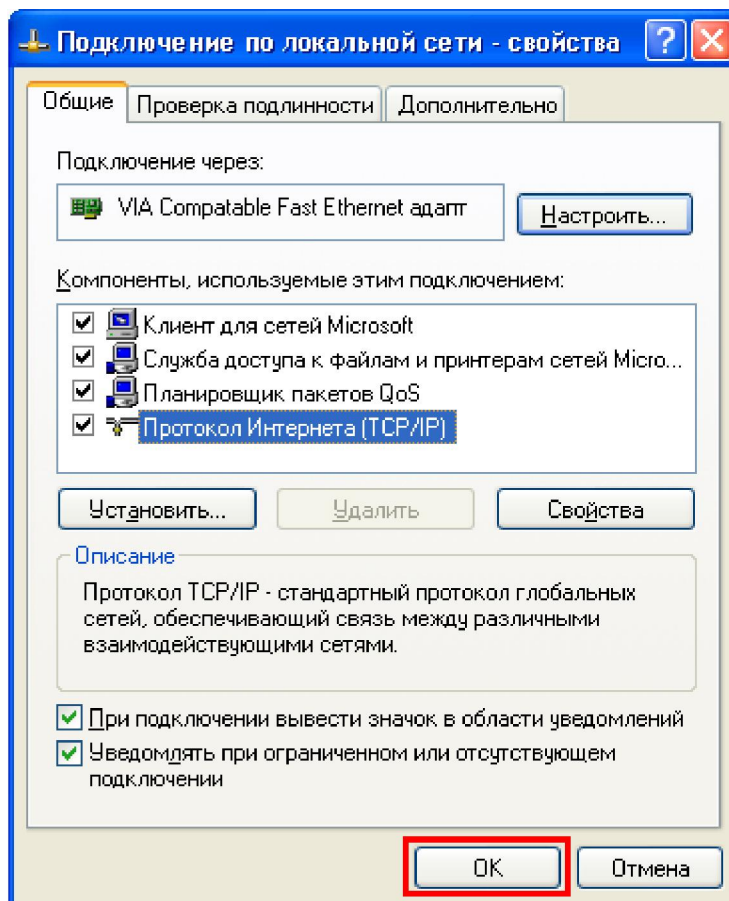 Подключение по локальной сети - свойства
Общие
Проверка подлинности
Дополнительно
Подключение через:
VIA Compatable Fast Ethernet адапт
Настроить...
Компоненты, используемые этим подключением:
Клиент для сетей Microsoft
Служба доступа к файлам и принтерам сетей Micro...
Планировщик пакетов QoS
Протокол Интернета (TCP/IP)
Установить...
Удалить
Свойства
Описание
Протокол TCP/IP - стандартный протокол глобальных
сетей, обеспечивающий связь между различными
взаимодействующими сетями.
При подключении вывести значок в области уведомлений
Уведомлять при ограниченном или отсутствующем
подключении
OK
Отмена